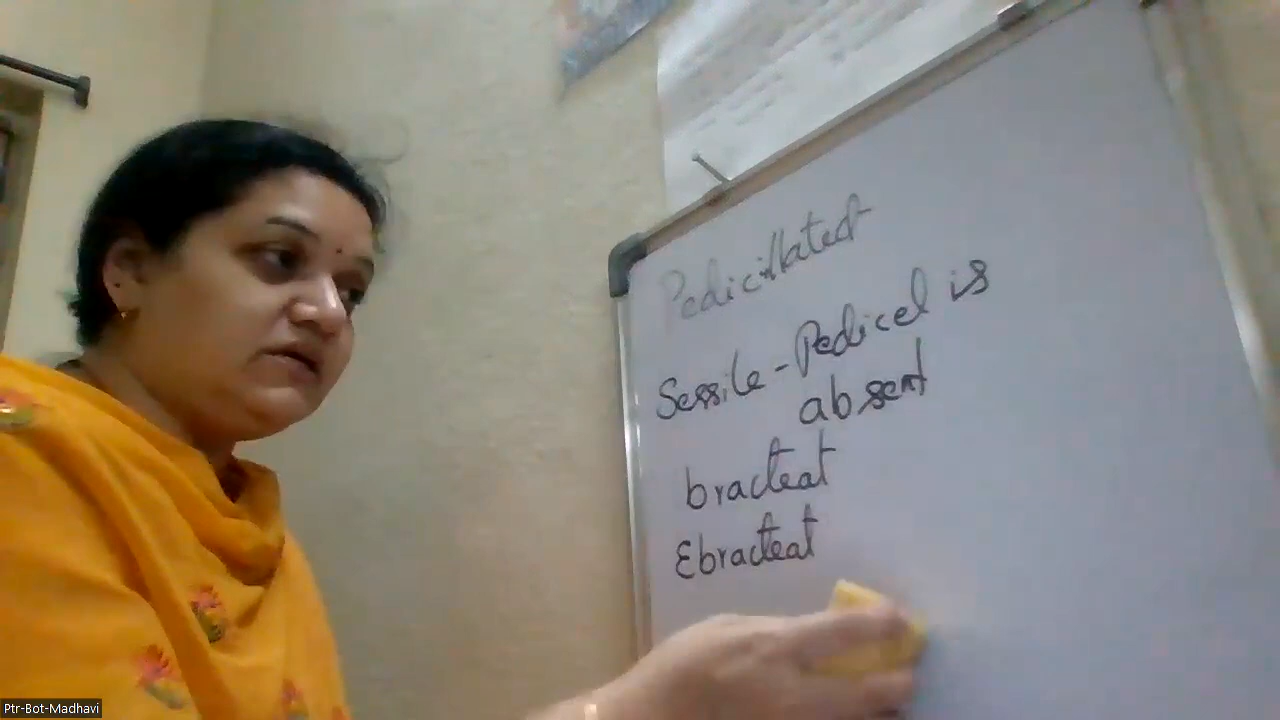 Pedicillated
Sessile - Pedicel is
absent
bracteat
Ebracteat
Ptr-Bot-Madhavi